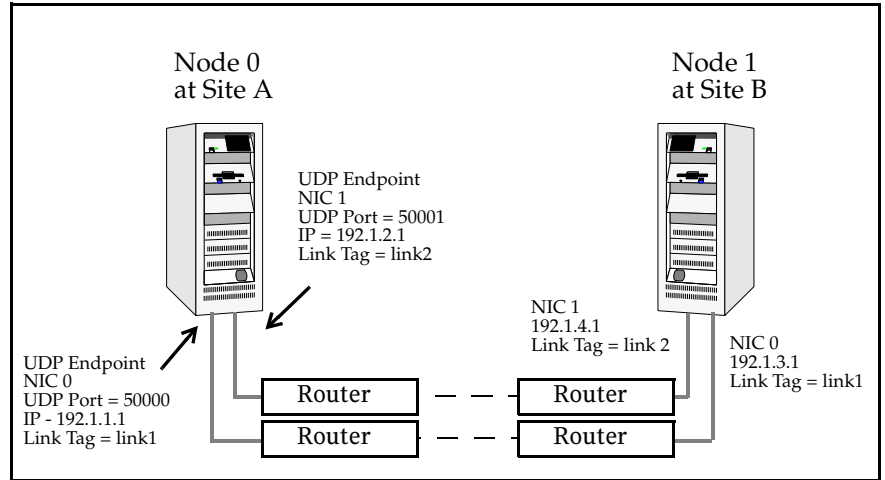 Node 0
at Site A
Node 1
at Site B
UDP Endpoint
NIC 1
UDP Port = 50001
IP = 192.1.2.1
Link Tag = link2
UDP Endpoint
NIC 0
UDP Port = 50000
IP - 192.1.1.1
Link Tag = link1
NIC 1
192.1.4.1
Link Tag = link 2
NIC 0
192.1.3.1
Link Tag = link1
Router
Router
Router
Router